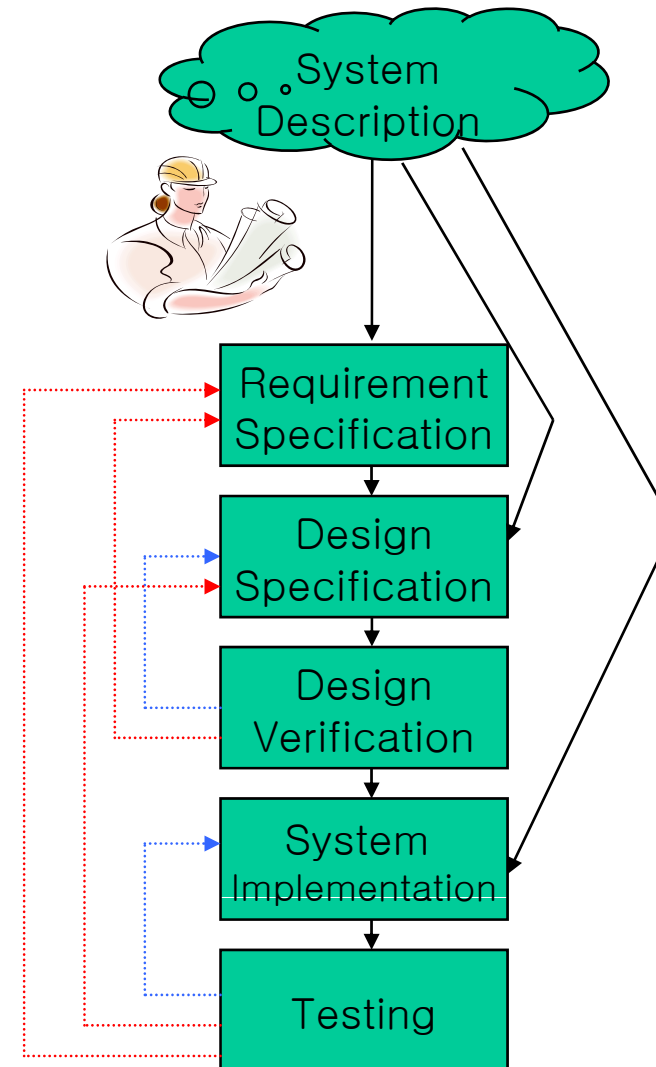 System
Description
Requirement
Specification
Design
Specification
Design
Verification
System
Implementation
Testing